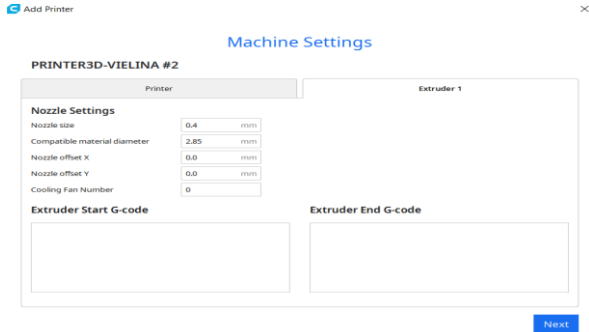 Add Printer
Machine Settings
PRINTER3D-VIELINA #2
Printer
Extruder 1
Nozzle Settings
Nozzle size 0.4 mm
Compatible material diameter 2.85 mm
Nozzle offset X 0.0 mm
Nozzle offset Y 0.0 mm
Cooling Fan Number 0
Extruder Start G-code
Extruder End G-code
Next